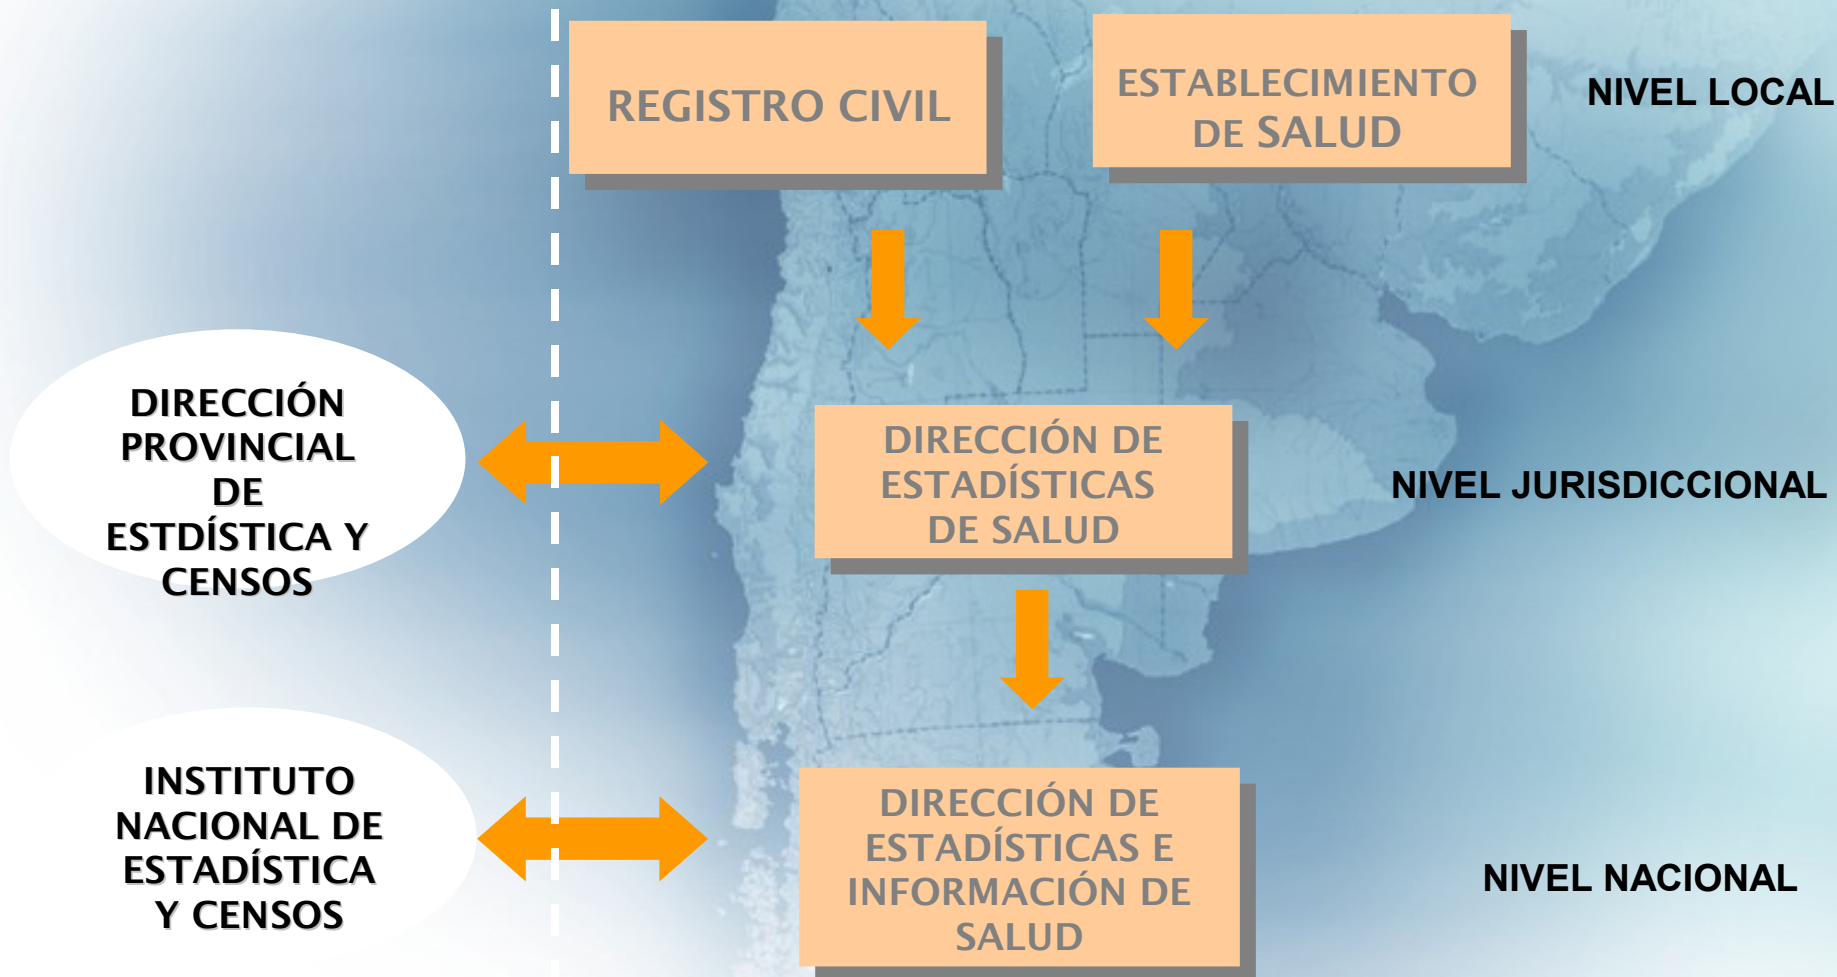 REGISTRO CIVIL
ESTABLECIMIENTO
DE SALUD
NIVEL LOCAL
DIRECCIÓN
PROVINCIAL
DE
ESTDÍSTICA Y
CENSOS
DIRECCIÓN DE
ESTADÍSTICAS
DE SALUD
NIVEL JURISDICCIONAL
INSTITUTO
NACIONAL DE
ESTADÍSTICA
Y CENSOS
DIRECCIÓN DE
ESTADÍSTICAS E
INFORMACIÓN DE
SALUD
NIVEL NACIONAL